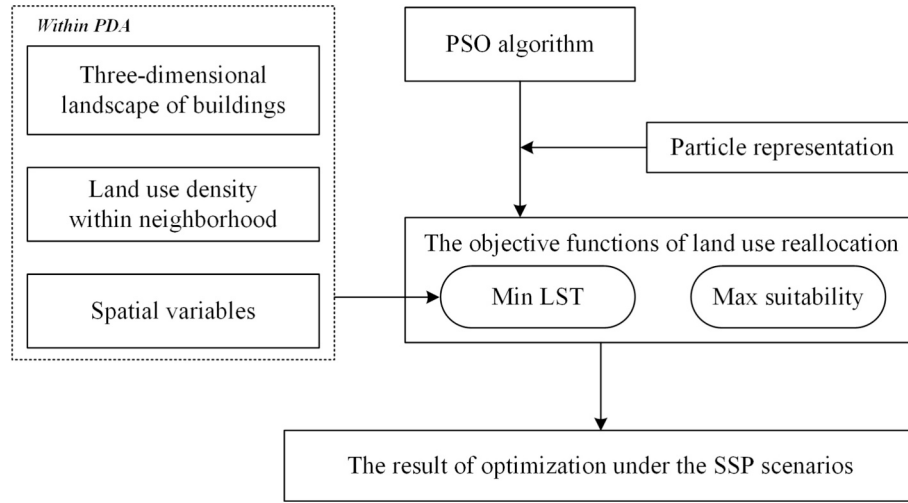 Within PDA
Three-dimensional
landscape of buildings
Land use density
within neighborhood
Spatial variables
PSO algorithm
Particle representation
The objective functions of land use reallocation
Min LST
Max suitability
The result of optimization under the SSP scenarios